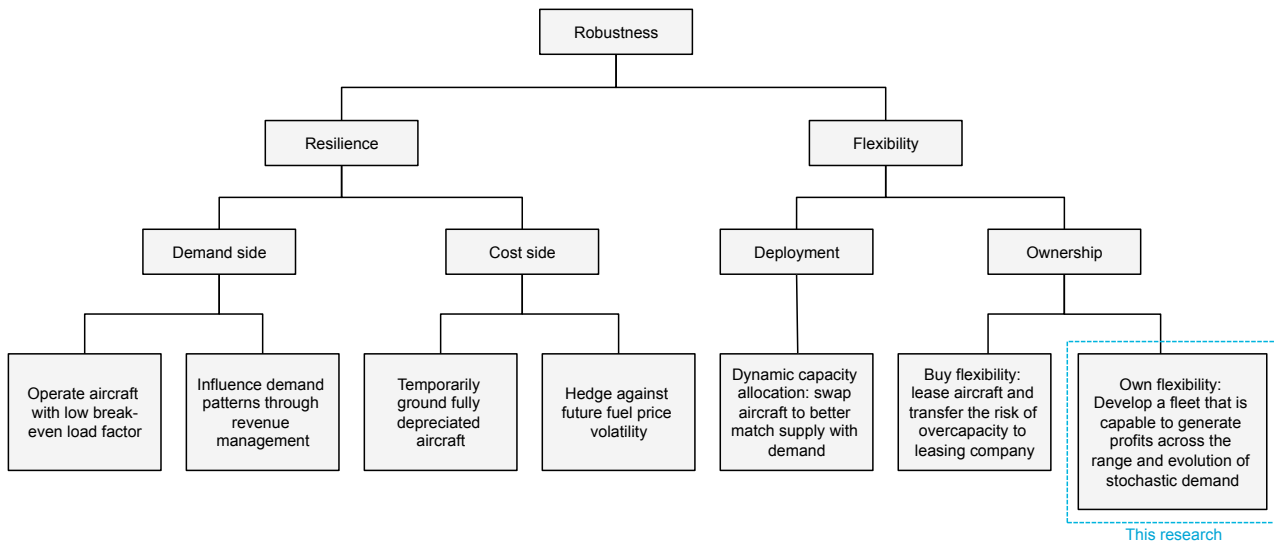 Robustness
Resilience
Flexibility
Demand side
Cost side
Deployment
Ownership
Operate aircraft
with low break-
even load factor
Influence demand
patterns through
revenue
management
Temporarily
ground fully
depreciated
aircraft
Hedge against
future fuel price
volatility
Dynamic capacity
allocation: swap
aircraft to better
match supply with
demand
Buy flexibility:
lease aircraft and
transfer the risk of
overcapacity to
leasing company
Own flexibility:
Develop a fleet that is
capable to generate
profits across the
range and evolution of
stochastic demand
This research